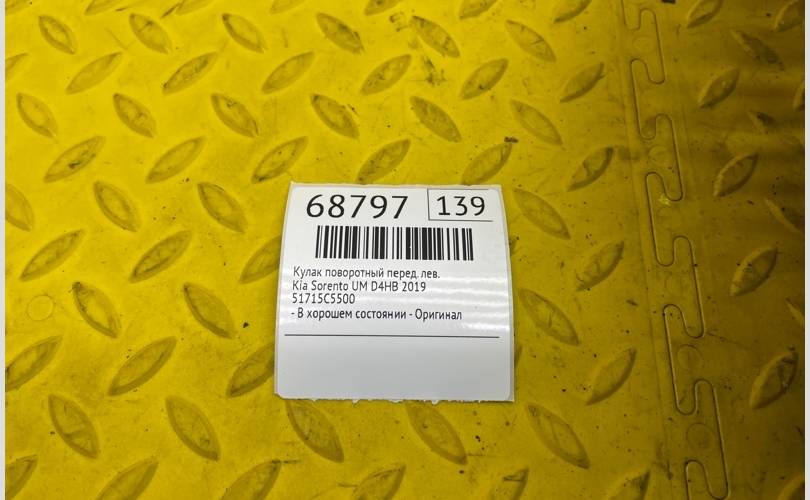 68797 139
Кулак поворотный перед. лев.
Kia Sorento UM D4HB 2019
51715C5500
- В хорошем состоянии - Оригинал